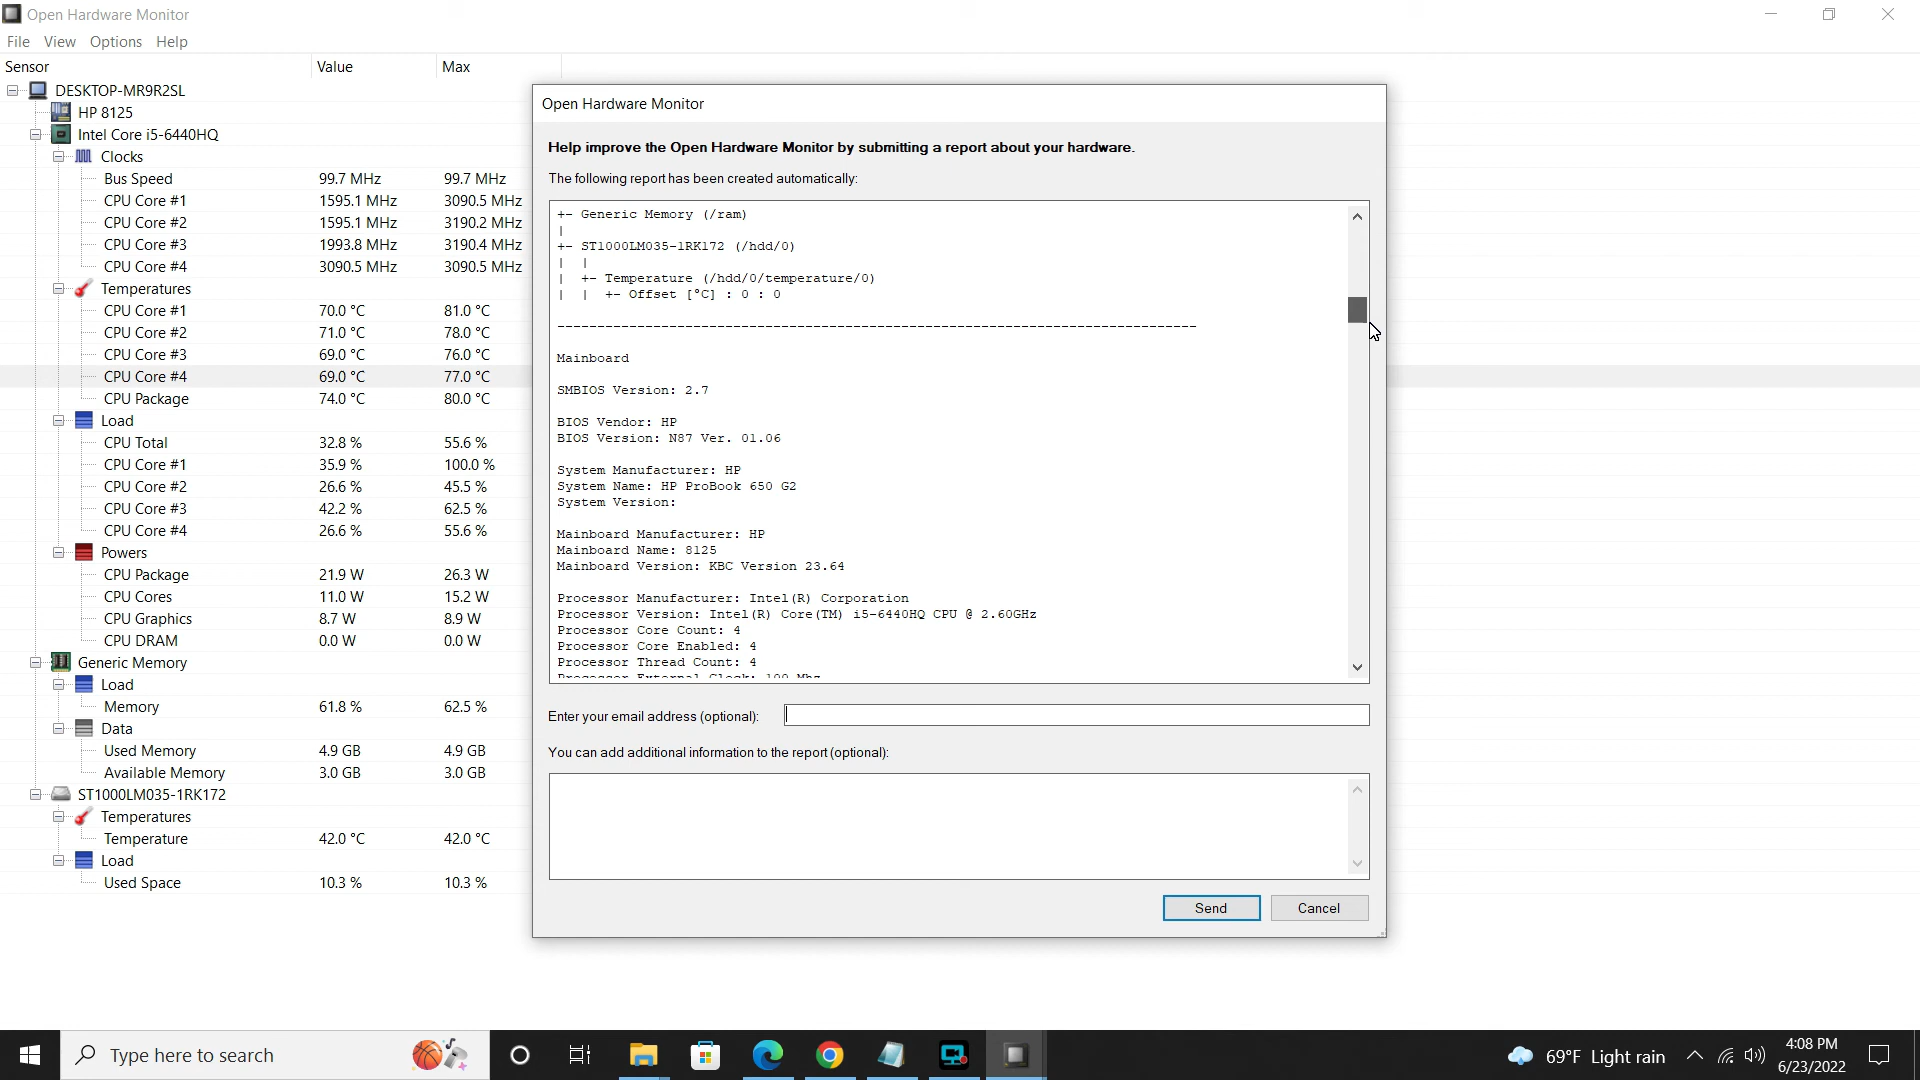 Open Hardware Monitor
File View Options Help
Sensor Value Max
DESKTOP-MR9R2SL
HP 8125
Intel Core i5-6440HQ
Clocks
Bus Speed 99.7 MHz 99.7 MHz
CPU Core #1 1595.1 MHz 3090.5 MHz
CPU Core #2 1595.1 MHz 3190.2 MHz
CPU Core #3 1993.8 MHz 3190.4 MHz
CPU Core #4 3090.5 MHz 3090.5 MHz
Temperatures
CPU Core #1 70.0 °C 81.0 °C
CPU Core #2 71.0 °C 78.0 °C
CPU Core #3 69.0 °C 76.0 °C
CPU Core #4 69.0 °C 77.0 °C
CPU Package 74.0 °C 80.0 °C
Load
CPU Total 32.8 % 55.6 %
CPU Core #1 35.9 % 100.0 %
CPU Core #2 26.6 % 45.5 %
CPU Core #3 42.2 % 62.5 %
CPU Core #4 26.6 % 55.6 %
Powers
CPU Package 21.9 W 26.3 W
CPU Cores 11.0 W 15.2 W
CPU Graphics 8.7 W 8.9 W
CPU DRAM 0.0 W 0.0 W
Generic Memory
Load
Memory 61.8 % 62.5 %
Data
Used Memory 4.9 GB 4.9 GB
Available Memory 3.0 GB 3.0 GB
ST1000LM035-1RK172
Temperatures
Temperature 42.0 °C 42.0 °C
Load
Used Space 10.3 % 10.3 %
Open Hardware Monitor
Help improve the Open Hardware Monitor by submitting a report about your hardware.
The following report has been created automatically:
+- Generic Memory (/ram)
|
+- ST1000LM035-1RK172 (/hdd/0)
| |
| +- Temperature (/hdd/0/temperature/0)
| | +- Offset [°C] : 0 : 0
--------------------------------------------------------------------------------
Mainboard
SMBIOS Version: 2.7
BIOS Vendor: HP
BIOS Version: N87 Ver. 01.06
System Manufacturer: HP
System Name: HP ProBook 650 G2
System Version:
Mainboard Manufacturer: HP
Mainboard Name: 8125
Mainboard Version: KBC Version 23.64
Processor Manufacturer: Intel(R) Corporation
Processor Version: Intel(R) Core(TM) i5-6440HQ CPU @ 2.60GHz
Processor Core Count: 4
Processor Core Enabled: 4
Processor Thread Count: 4
Processor External Clock: 100 Mhz
Enter your email address (optional):
You can add additional information to the report (optional):
Send Cancel
Type here to search
69°F Light rain
4:08 PM
6/23/2022